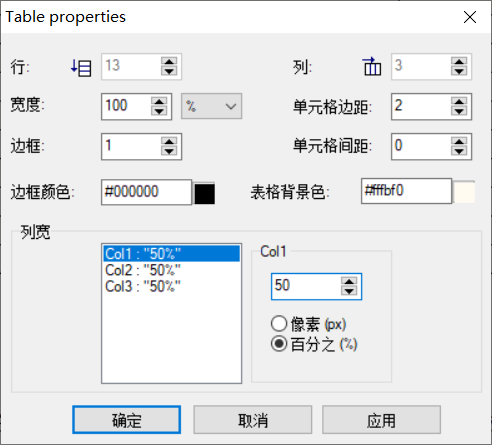 Table properties
行: 13 列: 3
宽度: 100 % 单元格边距: 2
边框: 1 单元格间距: 0
边框颜色: #000000 表格背景色: #fffbf0
列宽
Col1 : "50%"
Col2 : "50%"
Col3 : "50%"
Col1
50
像素 (px)
百分之 (%)
确定 取消 应用